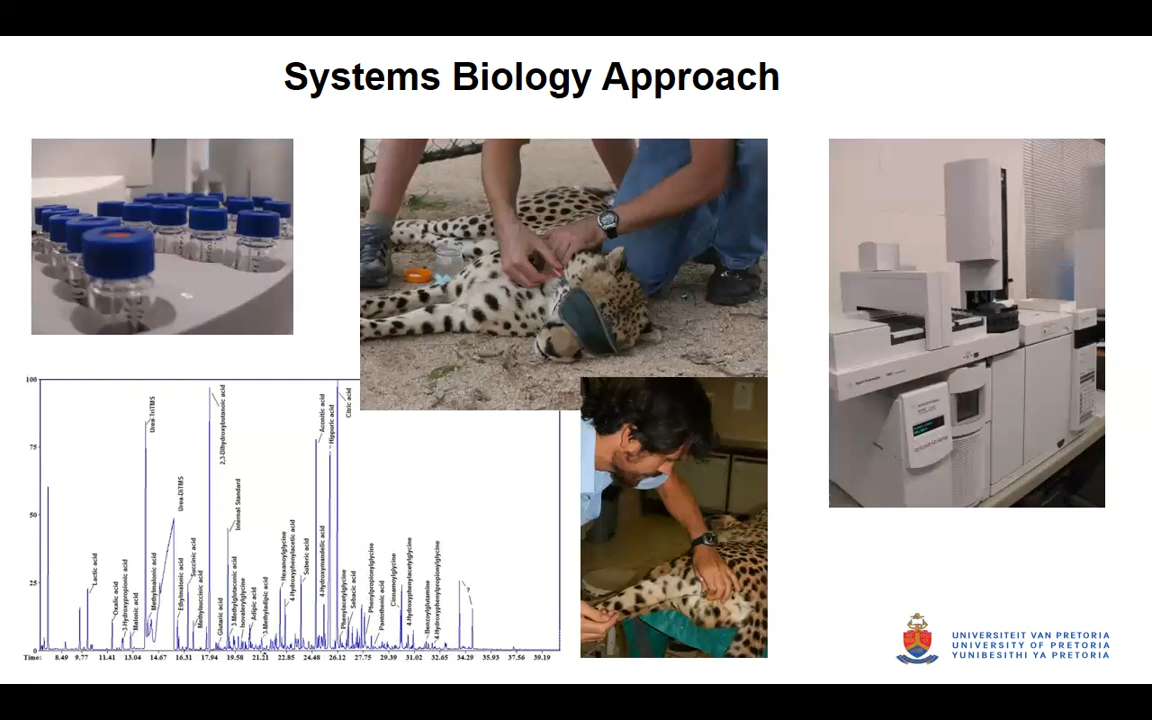 Systems Biology Approach
100
75
50
25
0
Time:
5.49
9.77
11.41
13.04
14.67
16.31
17.94
19.58
21.21
22.85
24.48
26.12
27.75
29.39
31.02
32.65
34.29
35.93
37.56
39.19
Lactic acid
Oxalic acid
3-Hydroxypropionic acid
Malonic acid
Urea-TriTMS
Methylmalonic acid
Urea-DiTMS
Ethylmalonic acid
Succinic acid
Methylsuccinic acid
2,3-Dihydroxybutanoic acid
Glutaric acid
Internal Standard
3-Methylglutaconic acid
Isovalerylglycine
Adipic acid
3-Methyladipic acid
Hexanoylglycine
4-Hydroxyphenylacetic acid
Suberic acid
Aconitic acid
4-Hydroxymandelic acid
Hippuric acid
Citric acid
Phenylacetylglycine
Sebacic acid
Phenylpropionylglycine
Pantothenic acid
Cinnamoylglycine
4-Hydroxyphenylacetylglycine
Benzoylglutamine
4-Hydroxyphenylpropionylglycine
?
UNIVERSITEIT VAN PRETORIA
UNIVERSITY OF PRETORIA
YUNIBESITHI YA PRETORIA